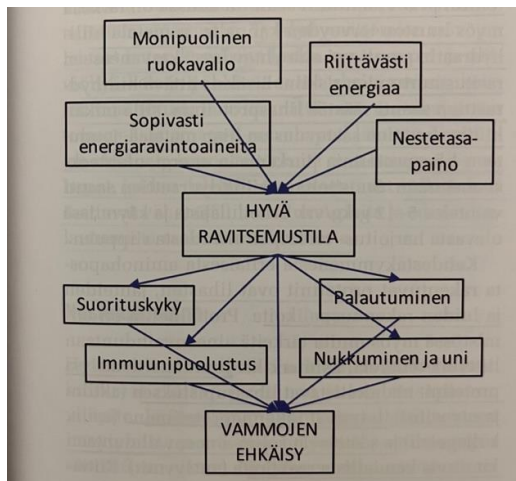 Monipuolinen
ruokavalio
Riittävästi
energiaa
Sopivasti
energiaravintoaineita
Nestetasa-
paino
HYVÄ
RAVITSEMUSTILA
Suorituskyky
Palautuminen
Immuunipuolustus
Nukkuminen ja uni
VAMMOJEN
EHKÄISY